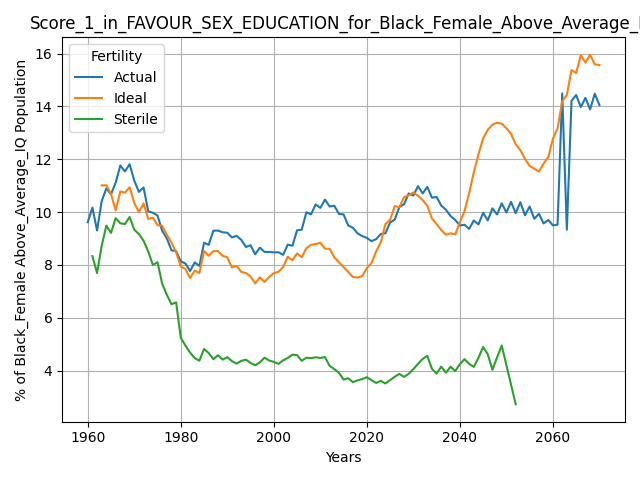 Score_1_in_FAVOUR_SEX_EDUCATION_for_Black_Female_Above_Average_
Fertility
Actual
Ideal
Sterile
% of Black_Female Above_Average_IQ Population
16
14
12
10
8
6
4
1960
1980
2000
2020
2040
2060
Years